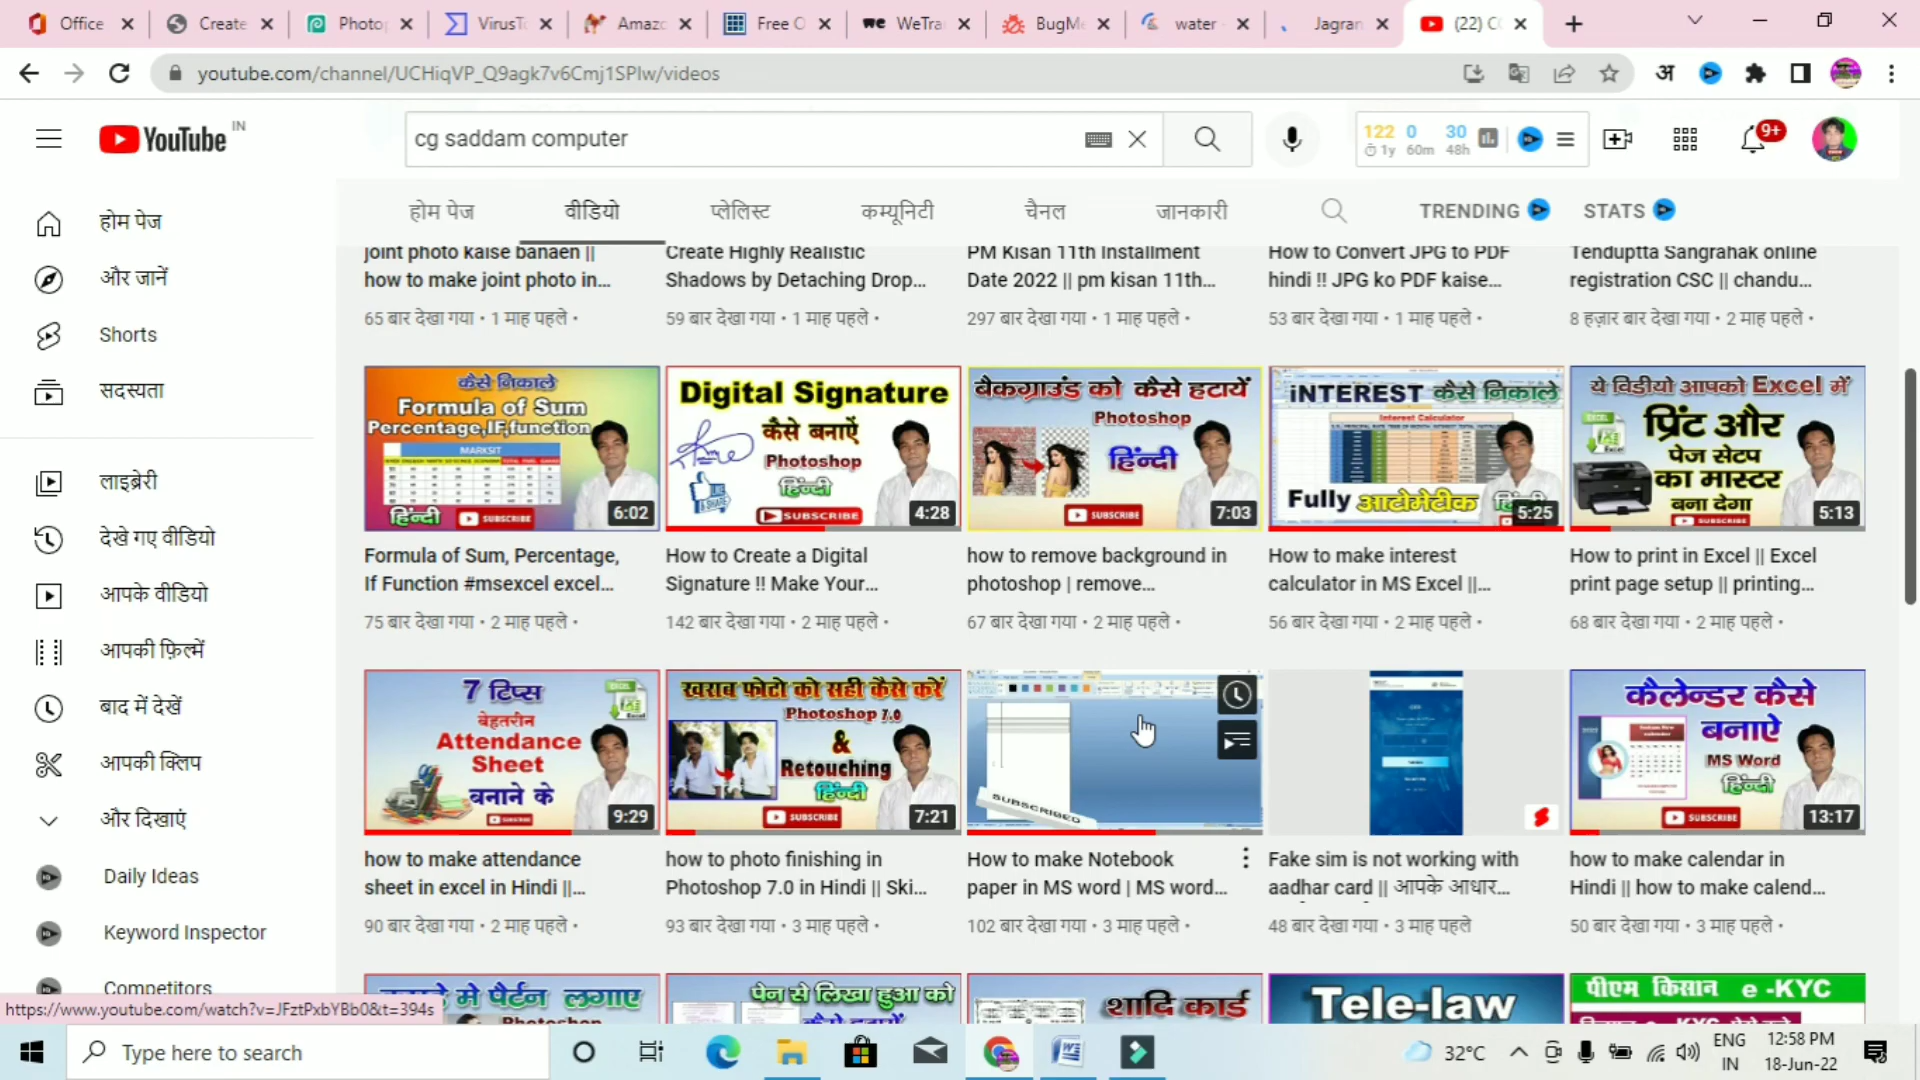 Office
Create
Photo
VirusT
Amaz
Free O
WeTra
BugMe
water
Jagran
(22) C
youtube.com/channel/UCHiqVP_Q9agk7v6Cmj1SPIw/videos
अ
YouTube IN
cg saddam computer
122 0 30
1y 60m 48h
9+
होम पेज वीडियो प्लेलिस्ट कम्यूनिटी चैनल जानकारी TRENDING STATS
होम पेज
और जानें
Shorts
सदस्यता
लाइब्रेरी
देखे गए वीडियो
आपके वीडियो
आपकी फ़िल्में
बाद में देखें
आपकी क्लिप
और दिखाएं
Daily Ideas
Keyword Inspector
Competitors
joint photo kaise banaen ||
how to make joint photo in...
65 बार देखा गया • 1 माह पहले •
Create Highly Realistic
Shadows by Detaching Drop...
59 बार देखा गया • 1 माह पहले •
PM Kisan 11th Installment
Date 2022 || pm kisan 11th...
297 बार देखा गया • 1 माह पहले •
How to Convert JPG to PDF
hindi !! JPG ko PDF kaise...
53 बार देखा गया • 1 माह पहले •
Tenduptta Sangrahak online
registration CSC || chandu...
8 हज़ार बार देखा गया • 2 माह पहले •
कैसे निकाले
Formula of Sum
Percentage,IF,function
MARKSIT
हिन्दी
SUBSCRIBE
6:02
Formula of Sum, Percentage,
If Function #msexcel excel...
75 बार देखा गया • 2 माह पहले •
Digital Signature
कैसे बनाऐं
Photoshop
हिन्दी
SUBSCRIBE
4:28
How to Create a Digital
Signature !! Make Your...
142 बार देखा गया • 2 माह पहले •
बैकग्राउंड को कैसे हटायें
Photoshop
हिंन्दी
SUBSCRIBE
7:03
how to remove background in
photoshop | remove...
67 बार देखा गया • 2 माह पहले •
iNTEREST कैसे निकाले
Interest Calculator
Fully आटोमेटीक
5:25
How to make interest
calculator in MS Excel ||...
56 बार देखा गया • 2 माह पहले •
ये विडीयो आपको Excel में
प्रिंट और
पेज सेटप
का मास्टर
बना देगा
SUBSCRIBE
5:13
How to print in Excel || Excel
print page setup || printing...
68 बार देखा गया • 2 माह पहले •
7 टिप्स
बेहतरीन
Attendance
Sheet
बनाने के
9:29
how to make attendance
sheet in excel in Hindi ||...
90 बार देखा गया • 2 माह पहले •
खराब फोटो को सही कैसे करें
Photoshop 7.0
&
Retouching
हिन्दी
SUBSCRIBE
7:21
how to photo finishing in
Photoshop 7.0 in Hindi || Ski...
93 बार देखा गया • 3 माह पहले •
SUBSCRIBED
How to make Notebook
paper in MS word | MS word...
102 बार देखा गया • 3 माह पहले •
Fake sim is not working with
aadhar card || आपके आधार...
48 बार देखा गया • 3 माह पहले
कैलेन्डर कैसे
बनाऐ
MS Word
हिन्दी
SUBSCRIBE
13:17
how to make calendar in
Hindi || how to make calend...
50 बार देखा गया • 3 माह पहले •
मे पैर्टन लगाए
पेन से लिखा हुआ को
शादि कार्ड
Tele-law
पीएम किसान e -KYC
https://www.youtube.com/watch?v=JFztPxbYBb0&t=394s
Type here to search
32°C
ENG
IN
12:58 PM
18-Jun-22